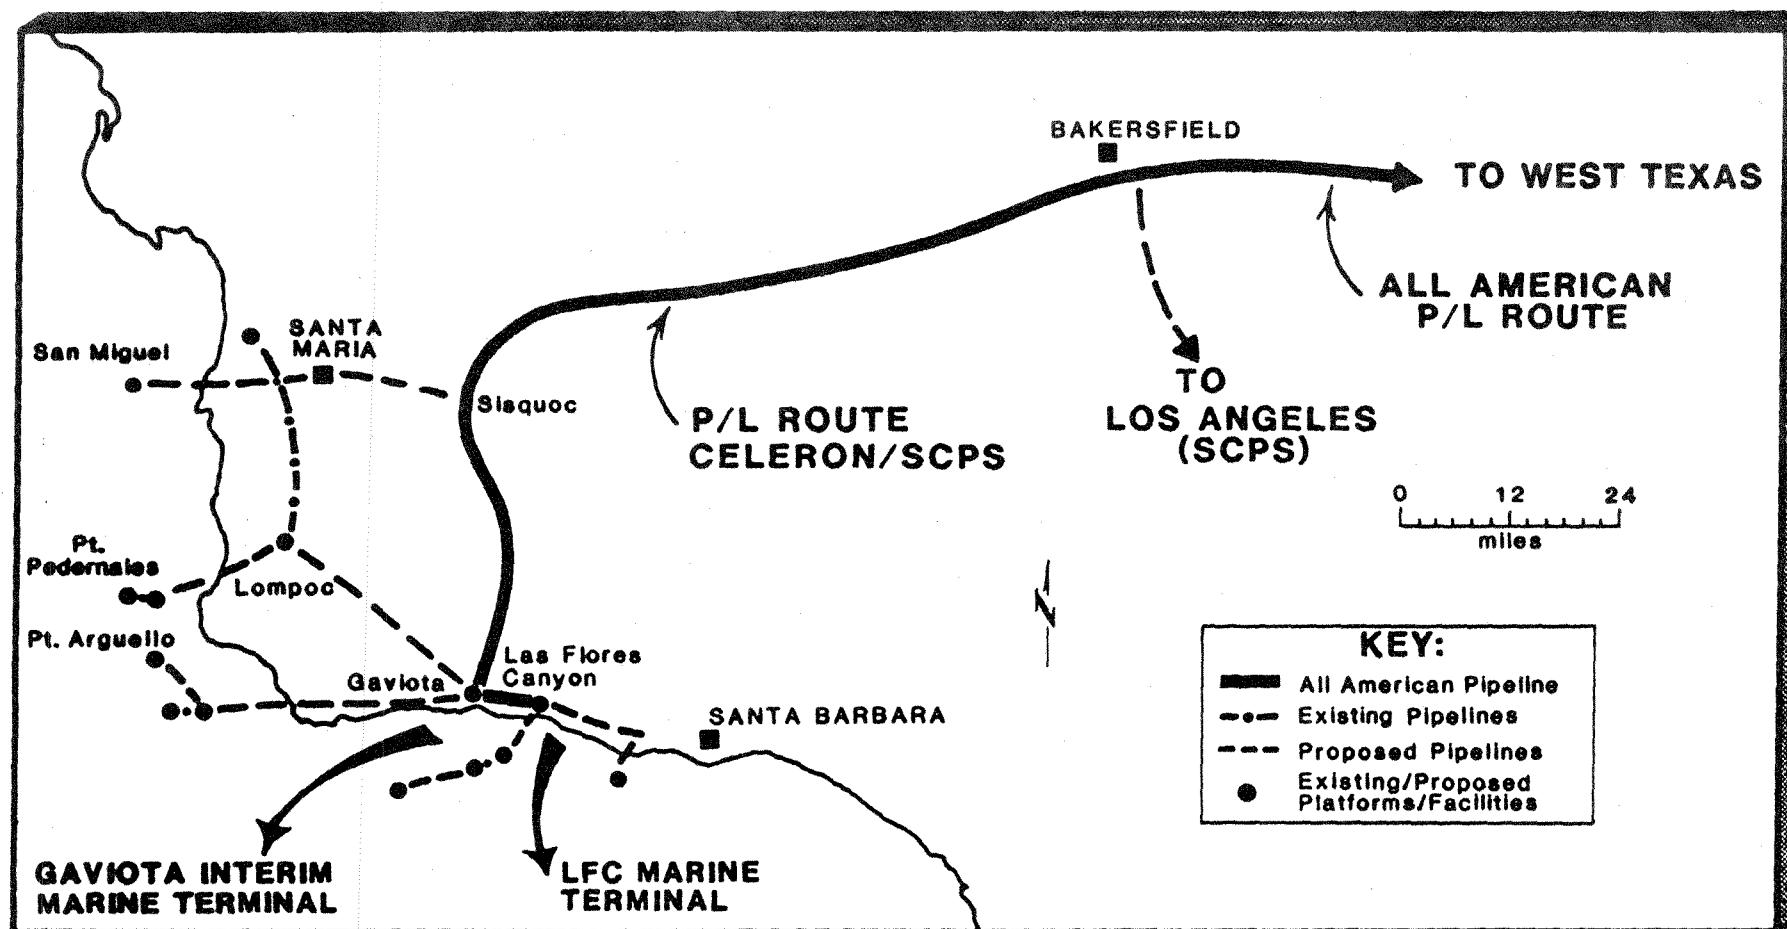 BAKERSFIELD
TO WEST TEXAS
ALL AMERICAN
P/L ROUTE
SANTA
MARIA
San Miguel
Sisquoc
TO
LOS ANGELES
(SCPS)
P/L ROUTE
CELERON/SCPS
0 12 24
miles
Pt.
Pedernales
Lompoc
N
Pt. Arguello
Las Flores
Canyon
Gaviota
SANTA BARBARA
KEY:
All American Pipeline
Existing Pipelines
Proposed Pipelines
Existing/Proposed
Platforms/Facilities
GAVIOTA INTERIM
MARINE TERMINAL
LFC MARINE
TERMINAL